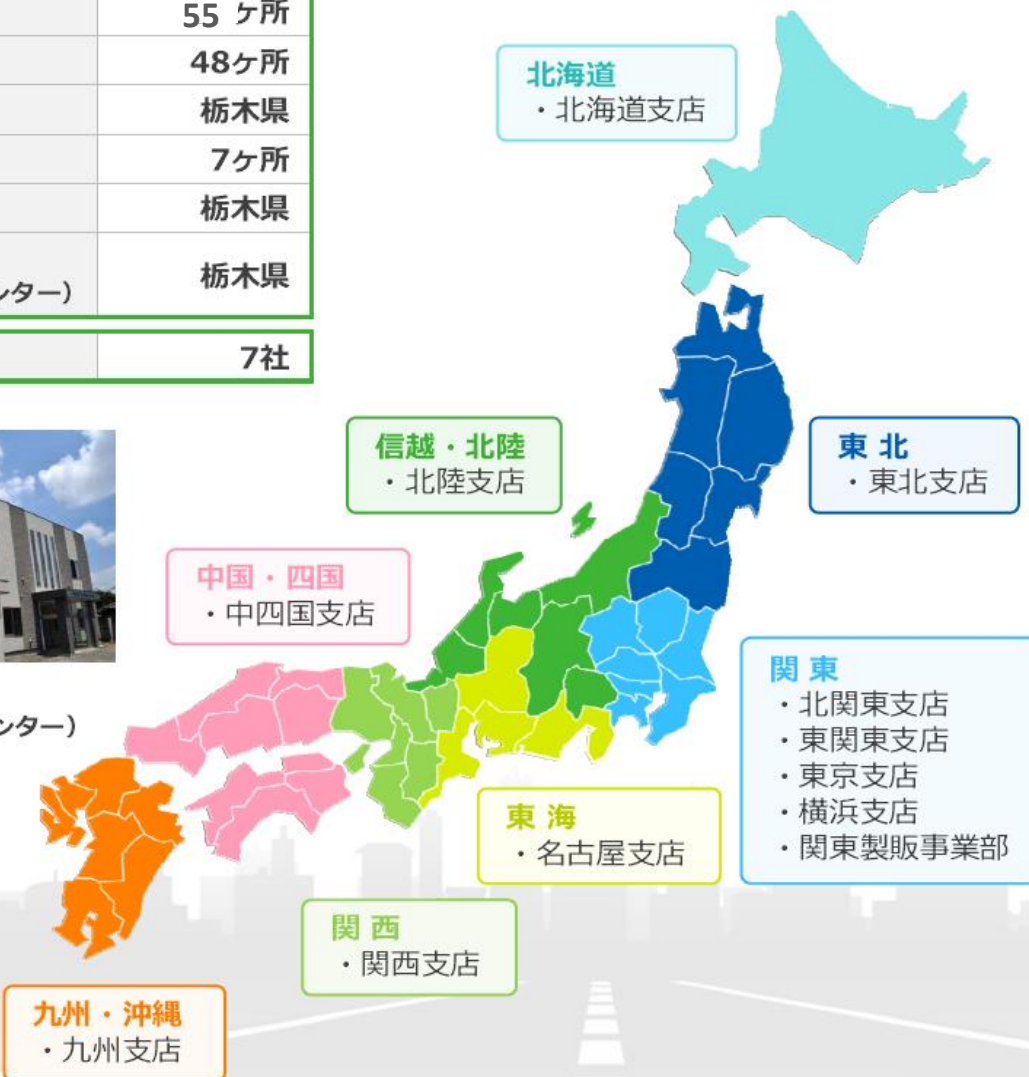 55 ヶ所
48ヶ所
栃木県
7ヶ所
栃木県
ンター）
栃木県
7社
北海道
・北海道支店
信越・北陸
・北陸支店
東 北
・東北支店
中国・四国
・中四国支店
ンター）
関 東
・北関東支店
・東関東支店
・東京支店
・横浜支店
・関東製販事業部
東 海
・名古屋支店
関 西
・関西支店
九州・沖縄
・九州支店